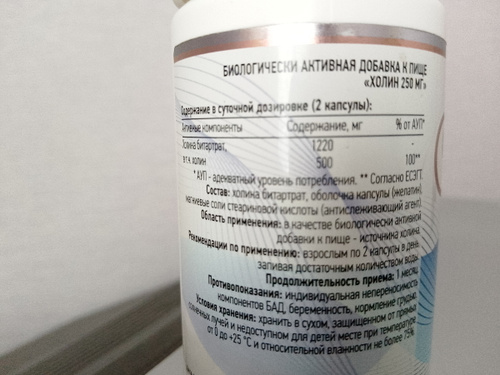 БИОЛОГИЧЕСКИ АКТИВНАЯ ДОБАВКА К ПИЩЕ
«ХОЛИН 250 МГ»
Содержание в суточной дозировке (2 капсулы):
Активные компоненты Содержание, мг % от АУП*
Холина битартрат, 1220 -
в т.ч. холин 500 100**
* АУП - адекватный уровень потребления. ** Согласно ЕСЭГТ.
Состав: холина битартрат, оболочка капсулы (желатин),
магниевые соли стеариновой кислоты (антислеживающий агент).
Область применения: в качестве биологически активной
добавки к пище - источника холина.
Рекомендации по применению: взрослым по 2 капсулы в день,
запивая достаточным количеством воды.
Продолжительность приема: 1 месяц.
Противопоказания: индивидуальная непереносимость
компонентов БАД, беременность, кормление грудью.
Условия хранения: хранить в сухом, защищенном от прямых
солнечных лучей и недоступном для детей месте при температуре
от 0 до +25 °С и относительной влажности не более 75%.